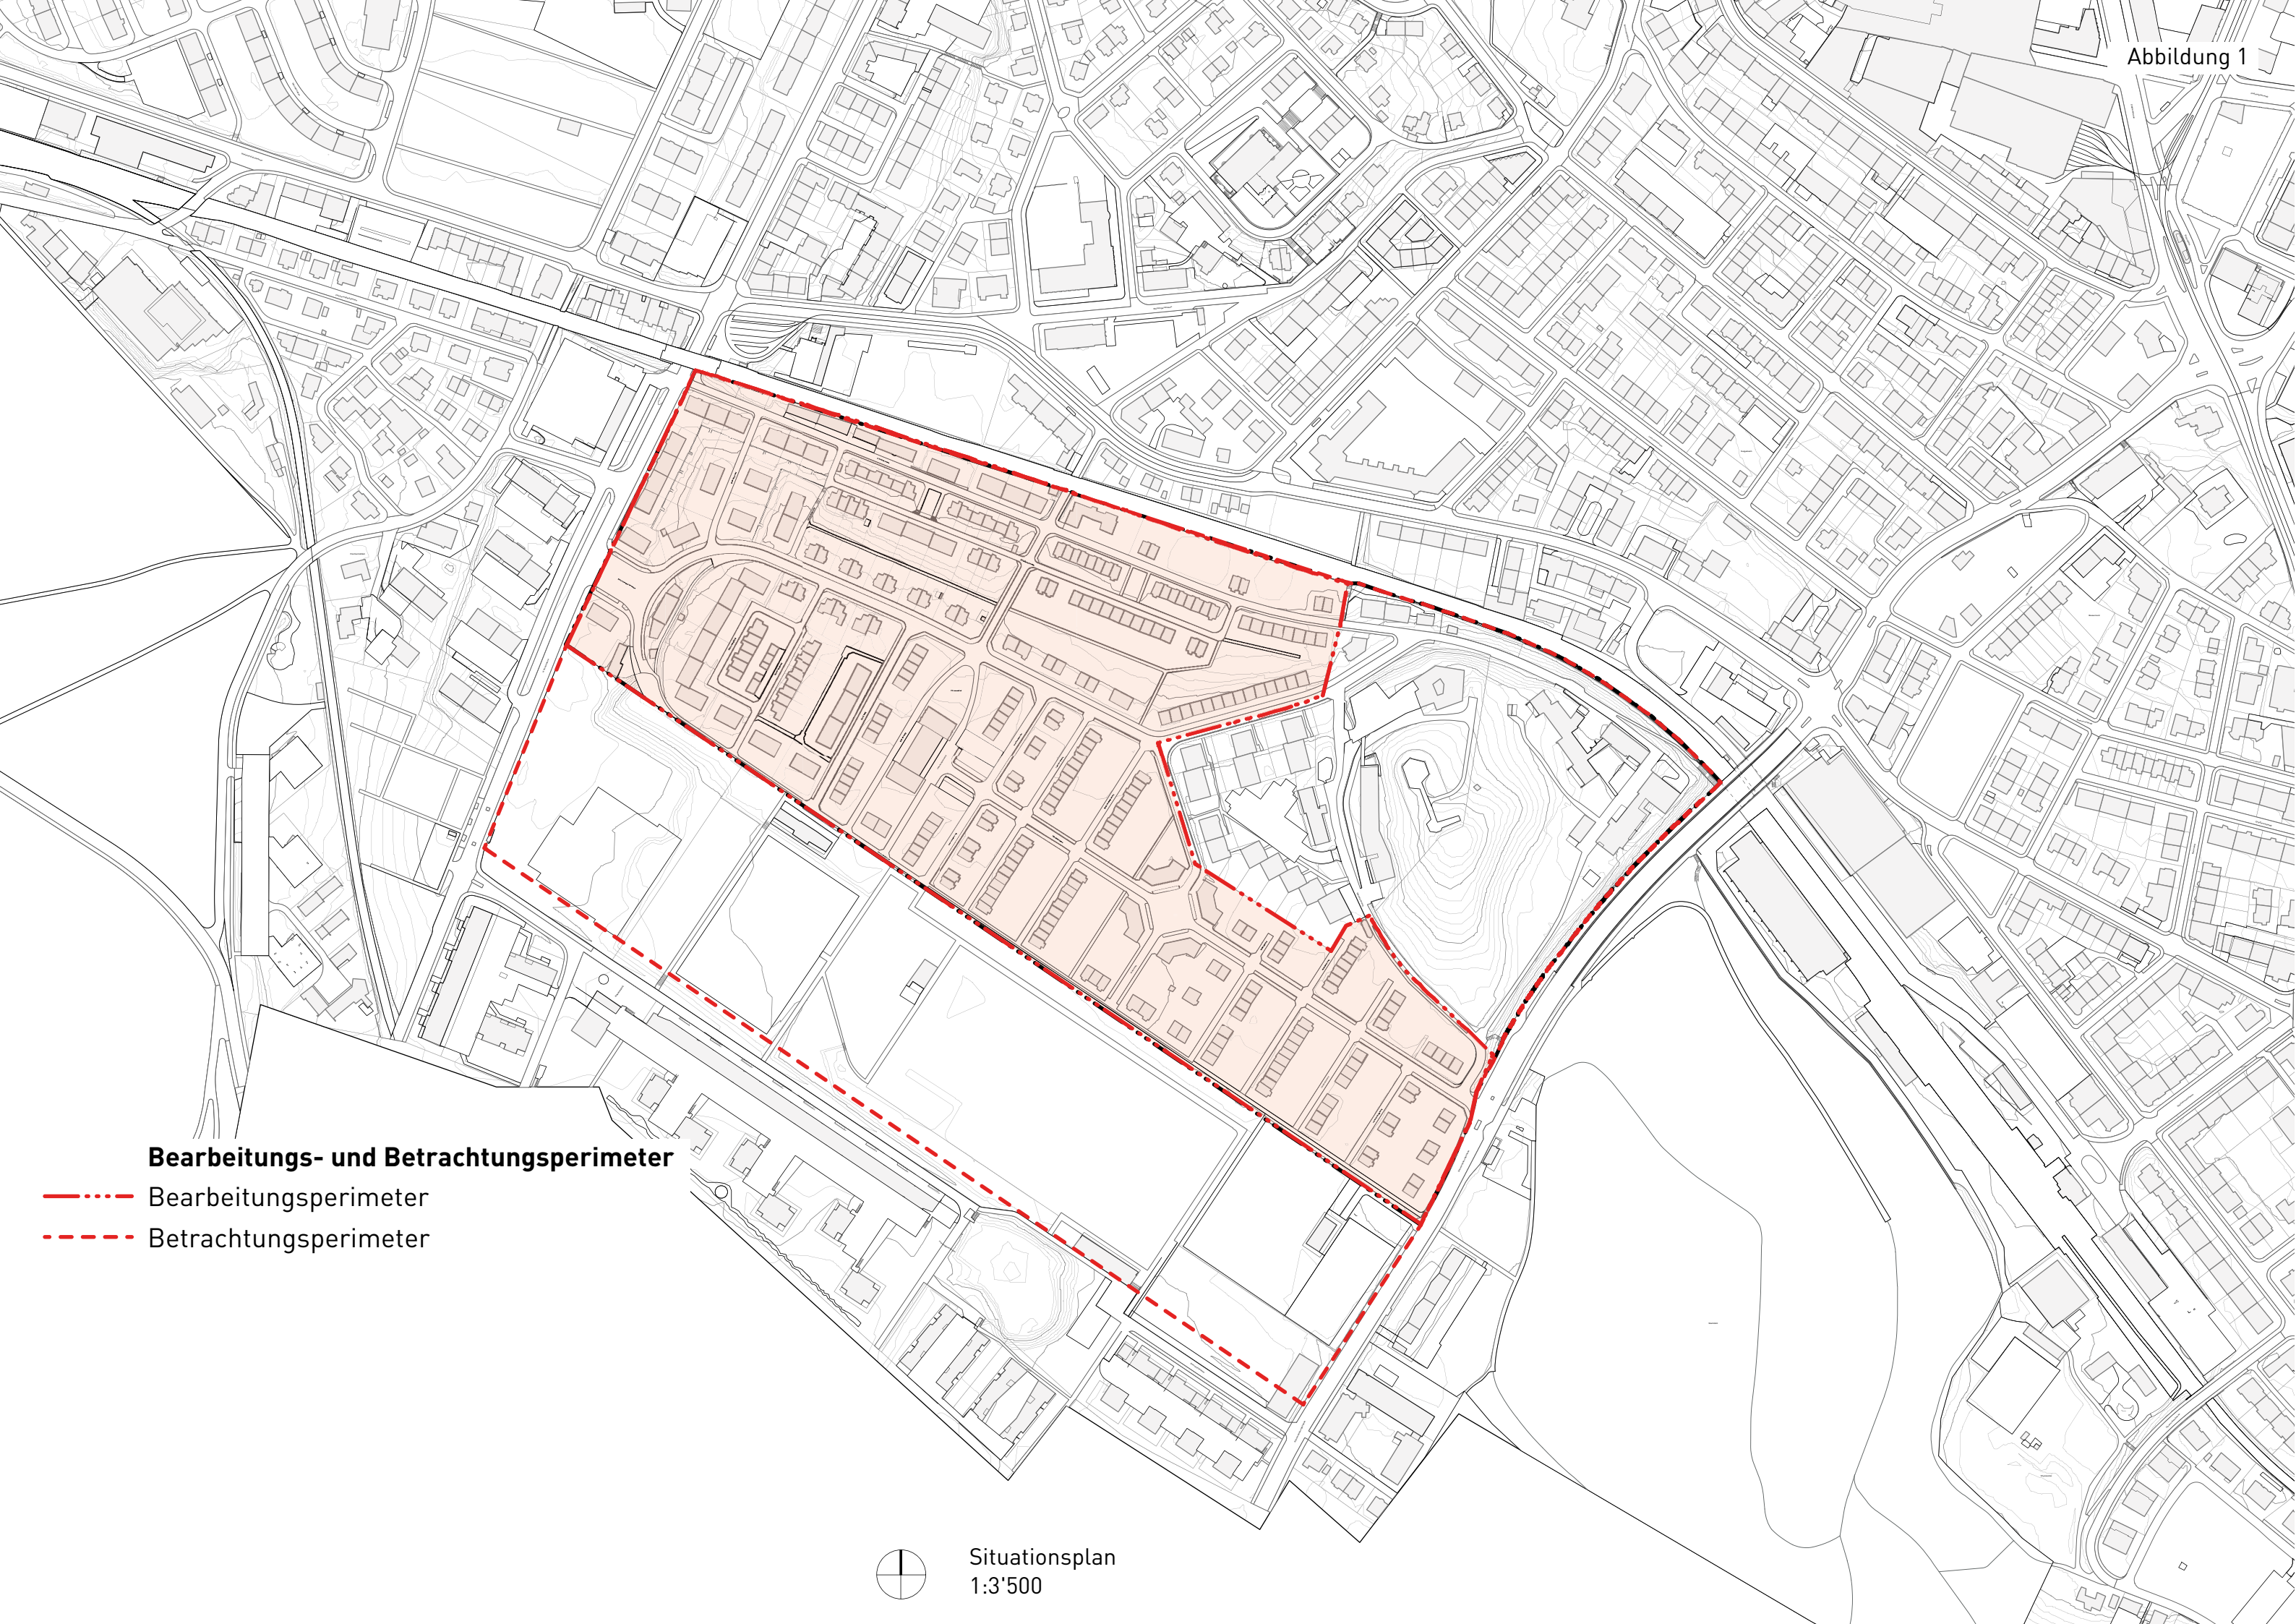 Abbildung 1
Bearbeitungs- und Betrachtungsperimeter
Bearbeitungsperimeter
Betrachtungsperimeter
Situationsplan
1:3'500